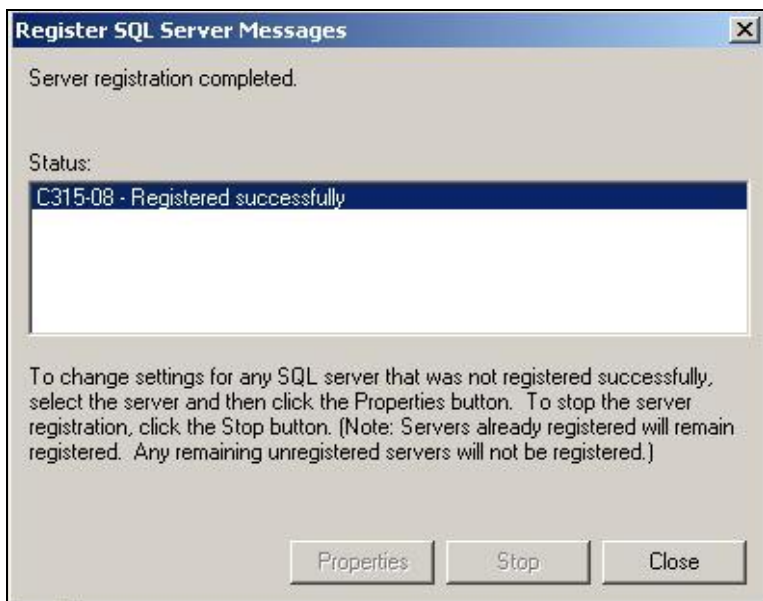 Register SQL Server Messages
Server registration completed.
Status:
C315-08 - Registered successfully
To change settings for any SQL server that was not registered successfully,
select the server and then click the Properties button. To stop the server
registration, click the Stop button. (Note: Servers already registered will remain
registered. Any remaining unregistered servers will not be registered.)
Properties Stop Close